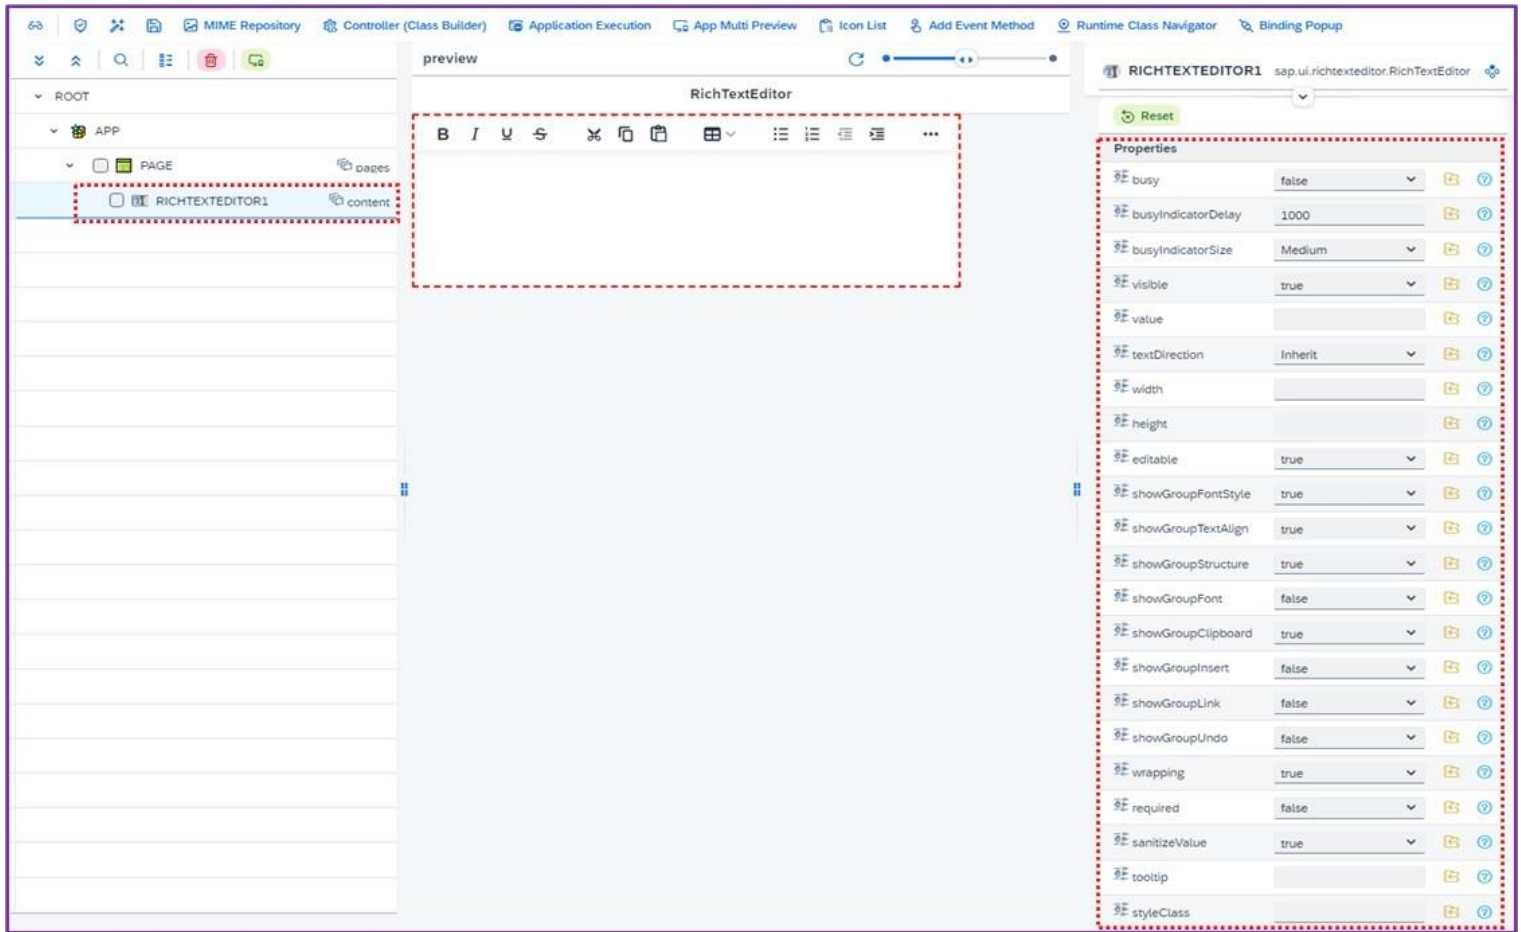 MIME Repository Controller (Class Builder) Application Execution App Multi Preview Icon List Add Event Method Runtime Class Navigator Binding Popup
preview
ROOT
APP
PAGE pages
RICHTEXTEDITOR1 content
RichTextEditor
B I U S
RICHTEXTEDITOR1 sap.ui.richtexteditor.RichTextEditor
Reset
Properties
busy false
busyIndicatorDelay 1000
busyIndicatorSize Medium
visible true
value
textDirection Inherit
width
height
editable true
showGroupFontStyle true
showGroupTextAlign true
showGroupStructure true
showGroupFont false
showGroupClipboard true
showGroupInsert false
showGroupLink false
showGroupUndo false
wrapping true
required false
sanitizeValue true
tooltip
styleClass